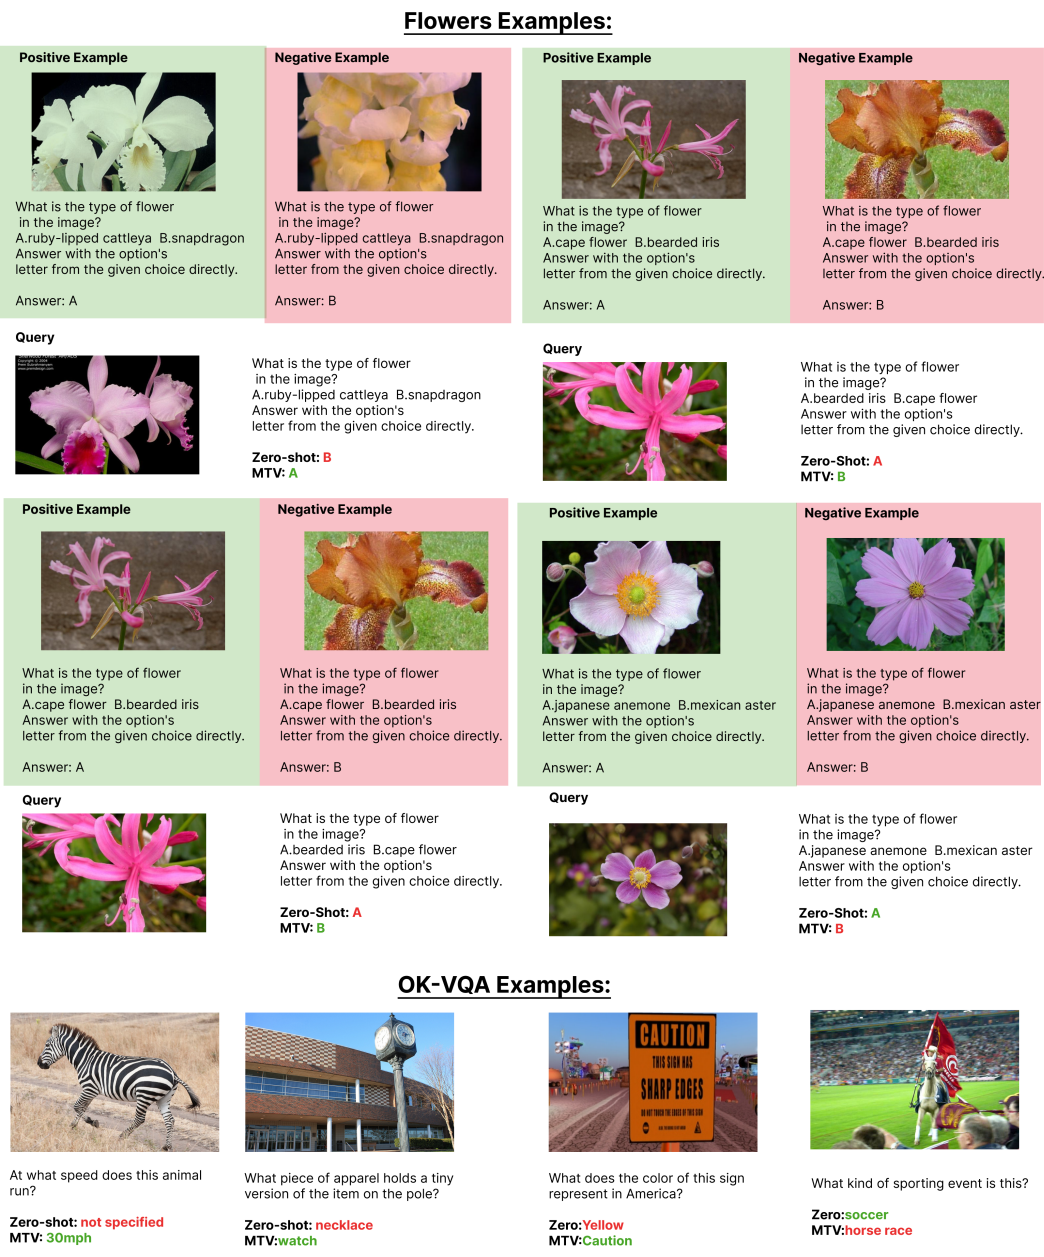 Flowers Examples:
Positive Example
What is the type of flower
in the image?
A.ruby-lipped cattleya B.snapdragon
Answer with the option's
letter from the given choice directly.
Answer: A
Negative Example
What is the type of flower
in the image?
A.ruby-lipped cattleya B.snapdragon
Answer with the option's
letter from the given choice directly.
Answer: B
Query
What is the type of flower
in the image?
A.ruby-lipped cattleya B.snapdragon
Answer with the option's
letter from the given choice directly.
Zero-shot: B
MTV: A
Positive Example
What is the type of flower
in the image?
A.cape flower B.bearded iris
Answer with the option's
letter from the given choice directly.
Answer: A
Negative Example
What is the type of flower
in the image?
A.cape flower B.bearded iris
Answer with the option's
letter from the given choice directly.
Answer: B
Query
What is the type of flower
in the image?
A.bearded iris B.cape flower
Answer with the option's
letter from the given choice directly.
Zero-Shot: A
MTV: B
Positive Example
What is the type of flower
in the image?
A.cape flower B.bearded iris
Answer with the option's
letter from the given choice directly.
Answer: A
Negative Example
What is the type of flower
in the image?
A.cape flower B.bearded iris
Answer with the option's
letter from the given choice directly.
Answer: B
Query
What is the type of flower
in the image?
A.bearded iris B.cape flower
Answer with the option's
letter from the given choice directly.
Zero-Shot: A
MTV: B
Positive Example
What is the type of flower
in the image?
A.japanese anemone B.mexican aster
Answer with the option's
letter from the given choice directly.
Answer: A
Negative Example
What is the type of flower
in the image?
A.japanese anemone B.mexican aster
Answer with the option's
letter from the given choice directly.
Answer: B
Query
What is the type of flower
in the image?
A.japanese anemone B.mexican aster
Answer with the option's
letter from the given choice directly.
Zero-Shot: A
MTV: B
OK-VQA Examples:
At what speed does this animal
run?
Zero-shot: not specified
MTV: 30mph
What piece of apparel holds a tiny
version of the item on the pole?
Zero-shot: necklace
MTV:watch
CAUTION
THIS SIGN HAS
SHARP EDGES
DO NOT TOUCH THE EDGES OF THIS SIGN
What does the color of this sign
represent in America?
Zero:Yellow
MTV:Caution
What kind of sporting event is this?
Zero:soccer
MTV:horse race